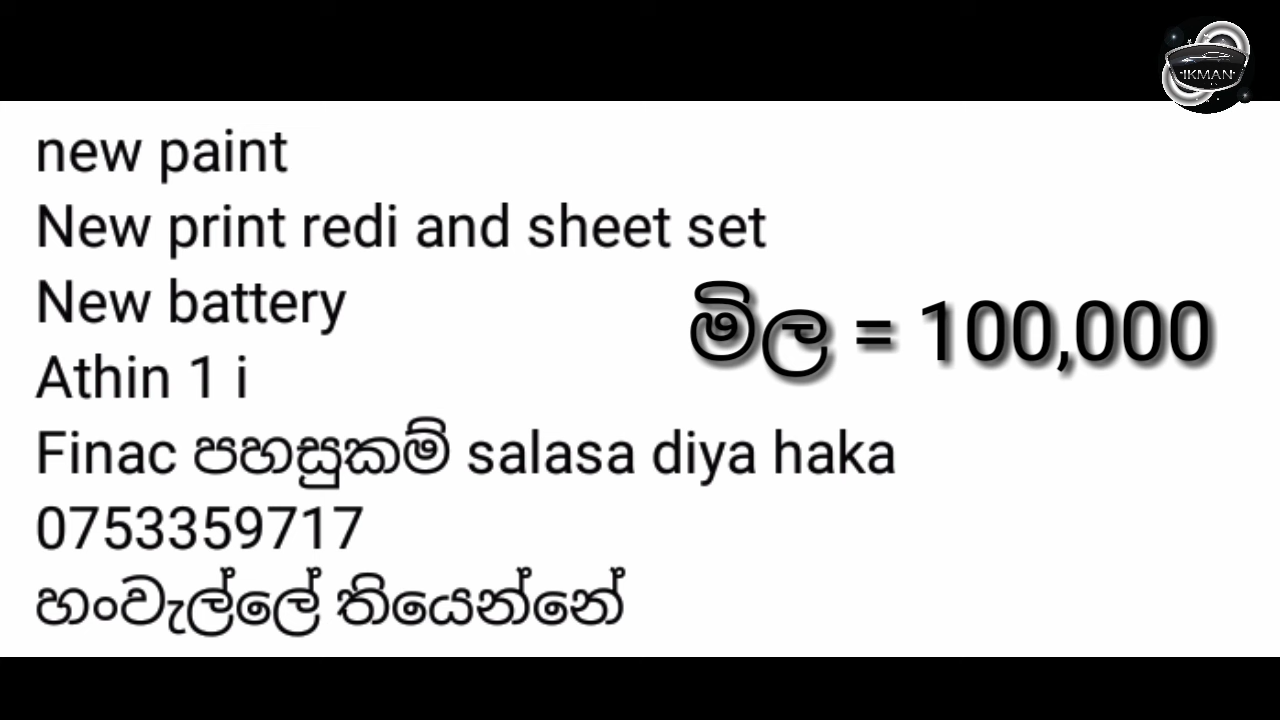 IKMAN
new paint
New print redi and sheet set
New battery
මිල = 100,000
Athin 1 i
Finac පහසුකම් salasa diya haka
0753359717
හංවැල්ලේ තියෙන්නේ